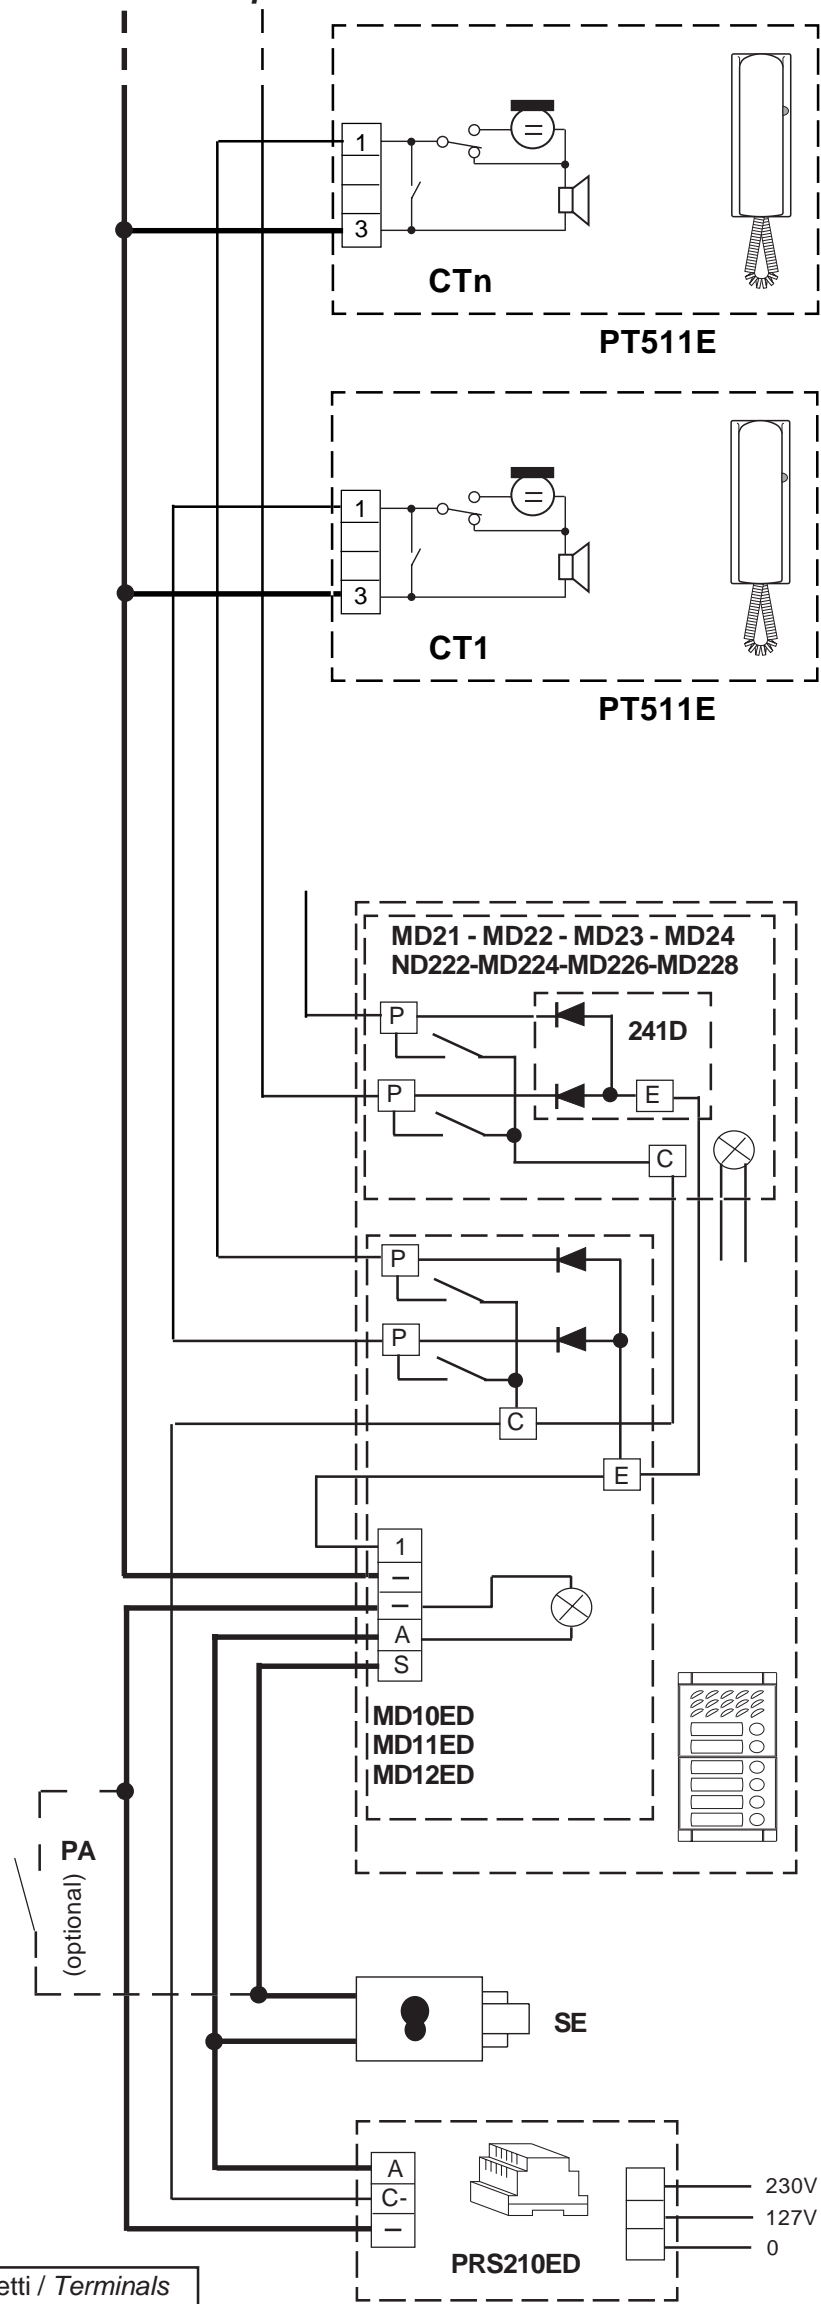 1
3
CTn
PT511E
1
3
CT1
PT511E
MD21 - MD22 - MD23 - MD24
ND222-MD224-MD226-MD228
P
241D
P
E
C
P
P
C
E
1
–
–
A
S
MD10ED
MD11ED
MD12ED
PA
(optional)
SE
A
C-
–
230V
127V
0
PRS210ED
etti / Terminals